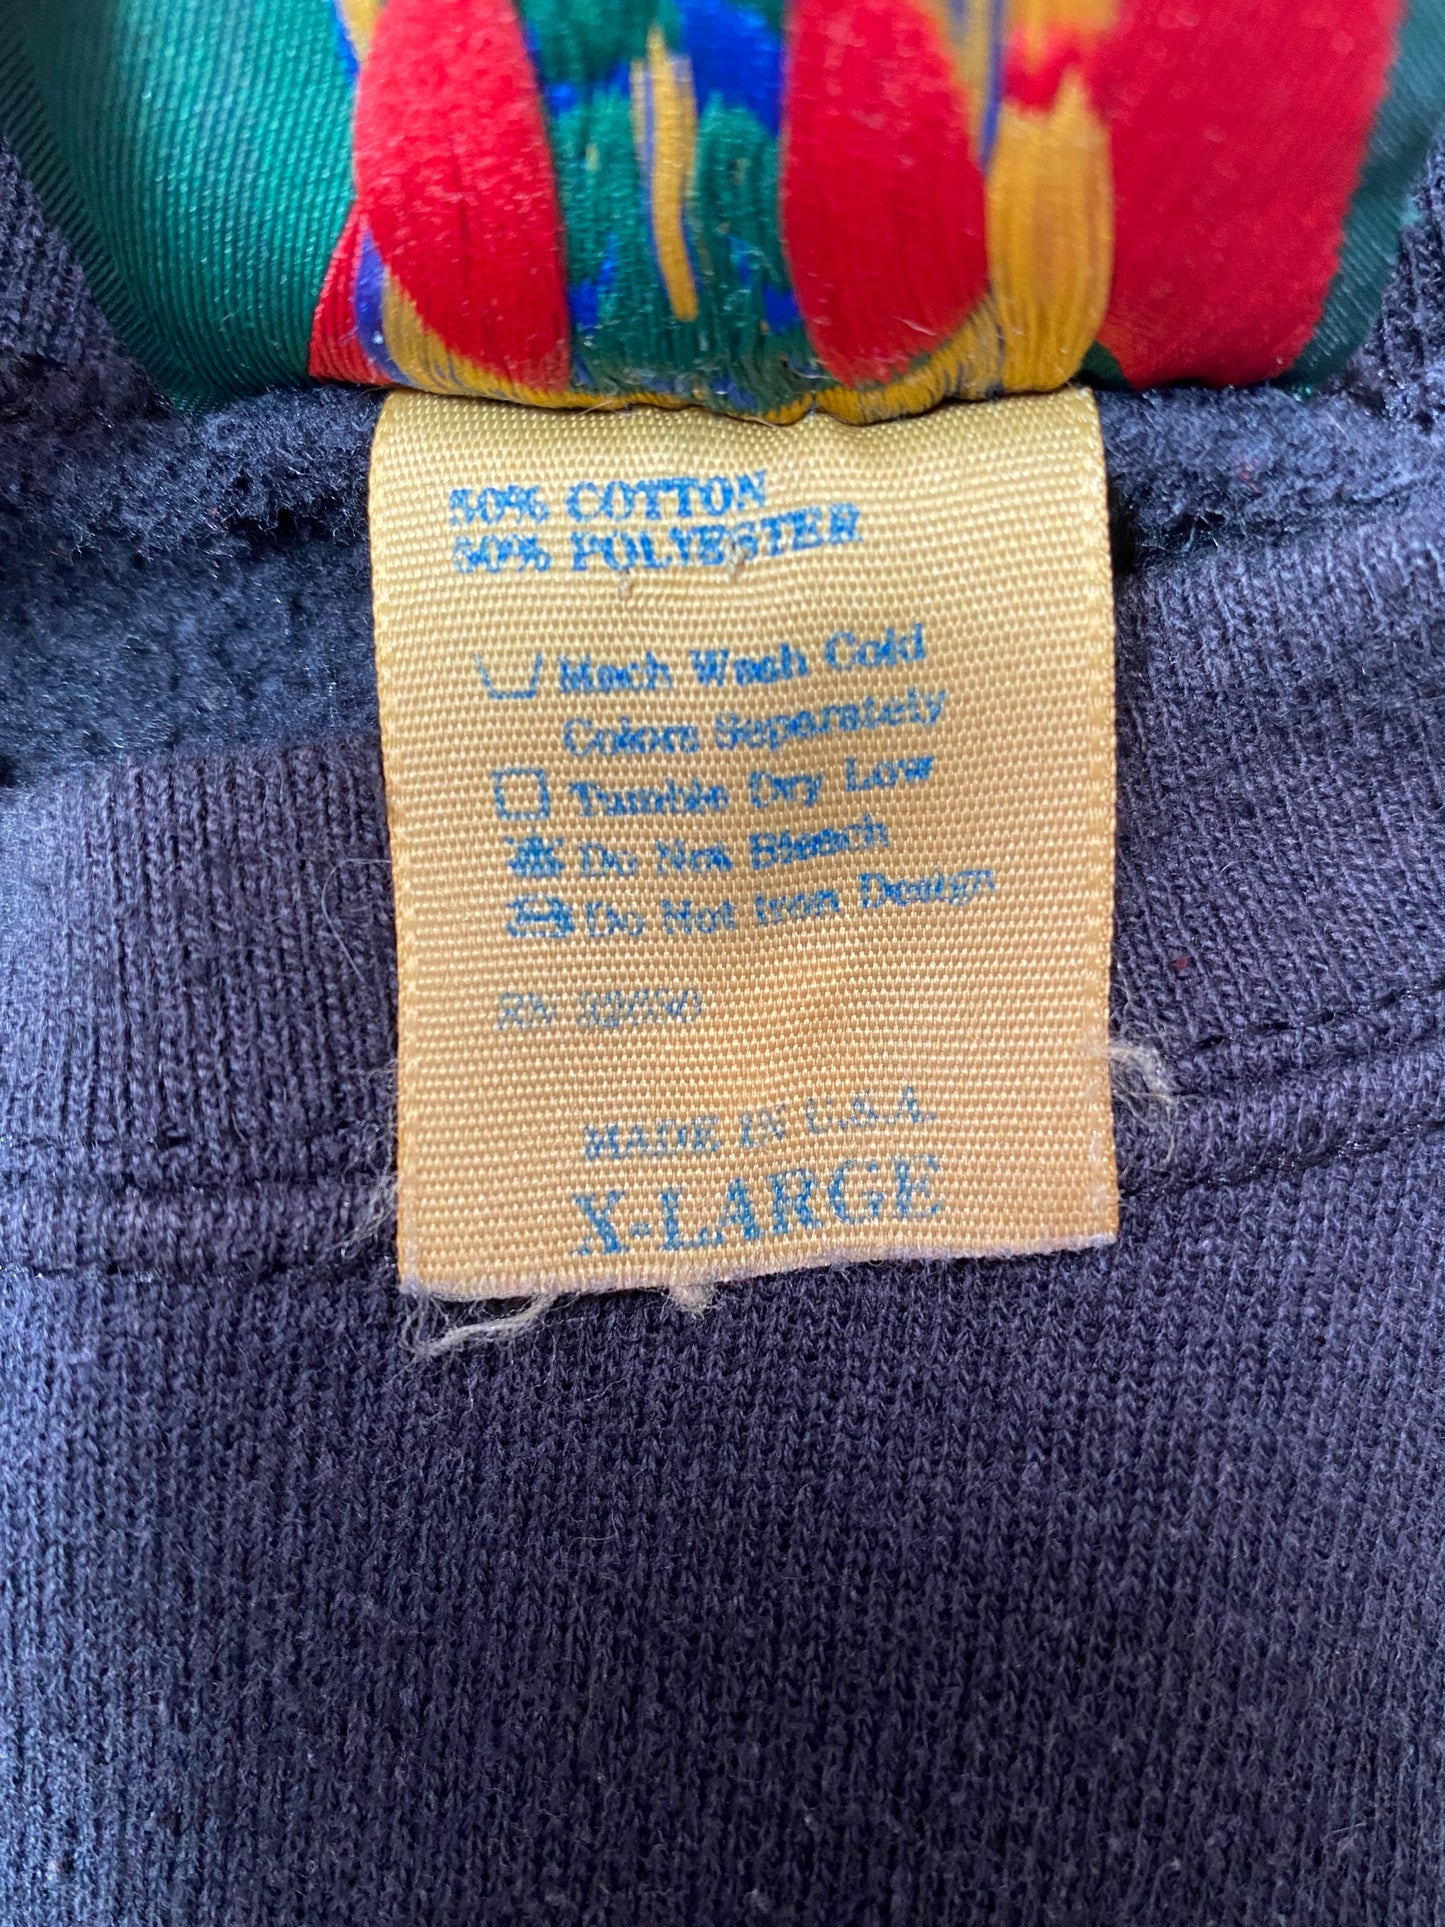 50% COTTON
50% POLYESTER
Mach Wash Cold
Colors Separately
Tumble Dry Low
Do Not Bleach
Do Not Iron Design
RN
MADE IN U.S.A.
X-LARGE